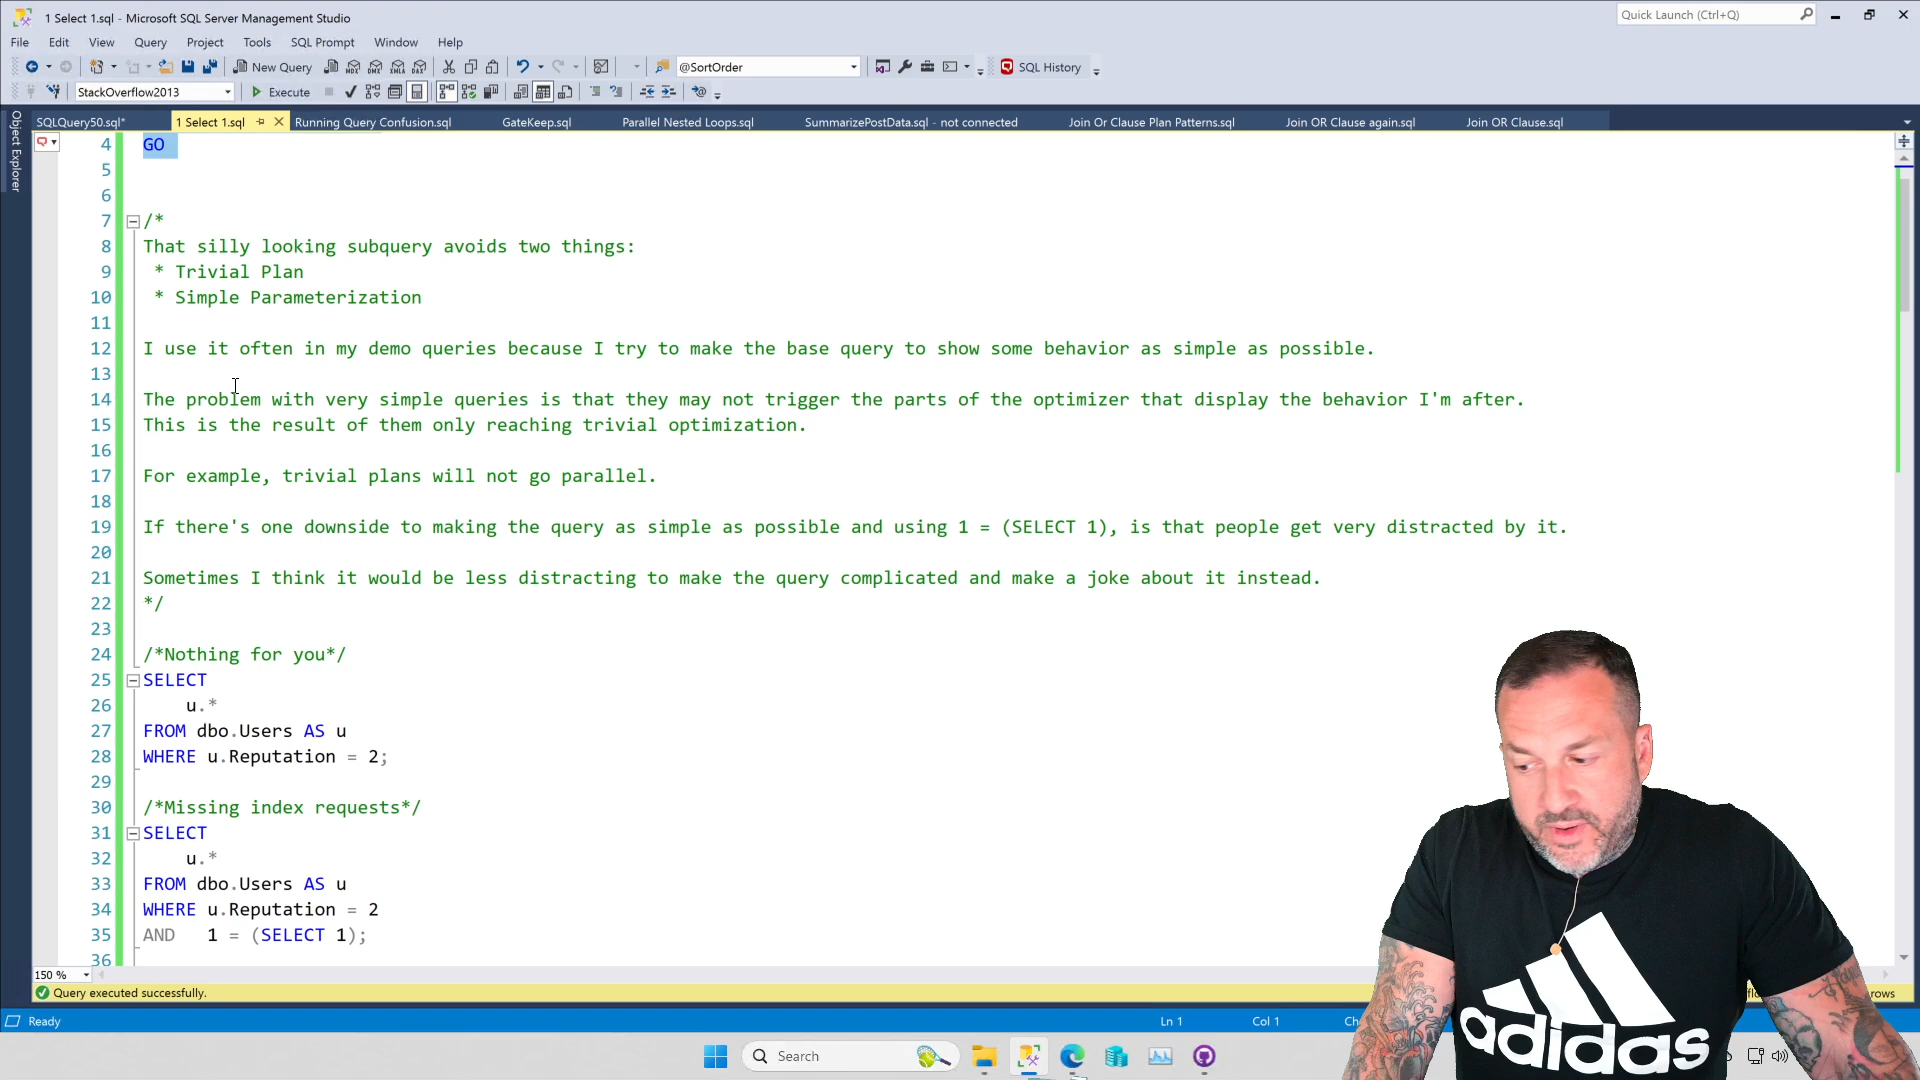 1 Select 1.sql - Microsoft SQL Server Management Studio
Quick Launch (Ctrl+Q)
File Edit View Query Project Tools SQL Prompt Window Help
New Query
@SortOrder
SQL History
StackOverflow2013
Execute
Object Explorer
SQLQuery50.sql*
1 Select 1.sql
Running Query Confusion.sql
GateKeep.sql
Parallel Nested Loops.sql
SummarizePostData.sql - not connected
Join Or Clause Plan Patterns.sql
Join OR Clause again.sql
Join OR Clause.sql
4 GO
5
6
7 /*
8 That silly looking subquery avoids two things:
9 * Trivial Plan
10 * Simple Parameterization
11
12 I use it often in my demo queries because I try to make the base query to show some behavior as simple as possible.
13
14 The problem with very simple queries is that they may not trigger the parts of the optimizer that display the behavior I'm after.
15 This is the result of them only reaching trivial optimization.
16
17 For example, trivial plans will not go parallel.
18
19 If there's one downside to making the query as simple as possible and using 1 = (SELECT 1), is that people get very distracted by it.
20
21 Sometimes I think it would be less distracting to make the query complicated and make a joke about it instead.
22 */
23
24 /*Nothing for you*/
25 SELECT
26 u.*
27 FROM dbo.Users AS u
28 WHERE u.Reputation = 2;
29
30 /*Missing index requests*/
31 SELECT
32 u.*
33 FROM dbo.Users AS u
34 WHERE u.Reputation = 2
35 AND 1 = (SELECT 1);
36
150 %
Query executed successfully.
rows
Ready
Ln 1
Col 1
Search
adidas